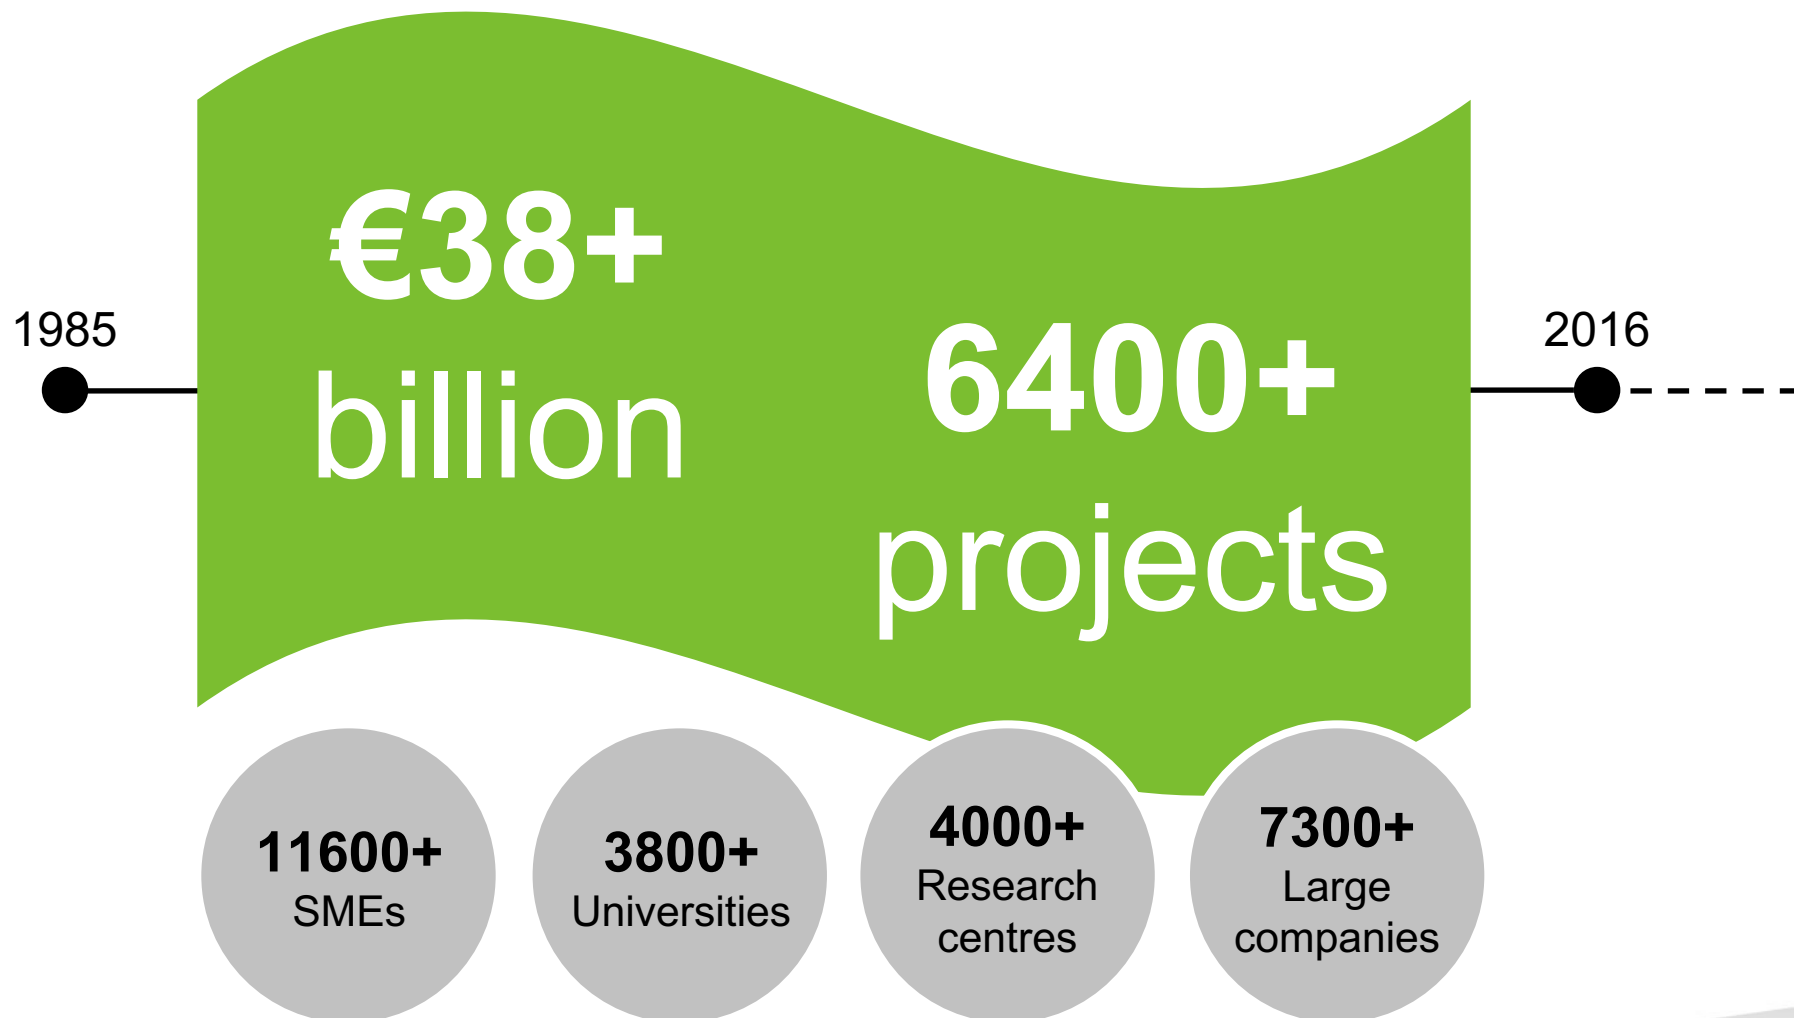 1985
€38+
billion
6400+
projects
2016
11600+
SMEs
3800+
Universities
4000+
Research
centres
7300+
Large
companies